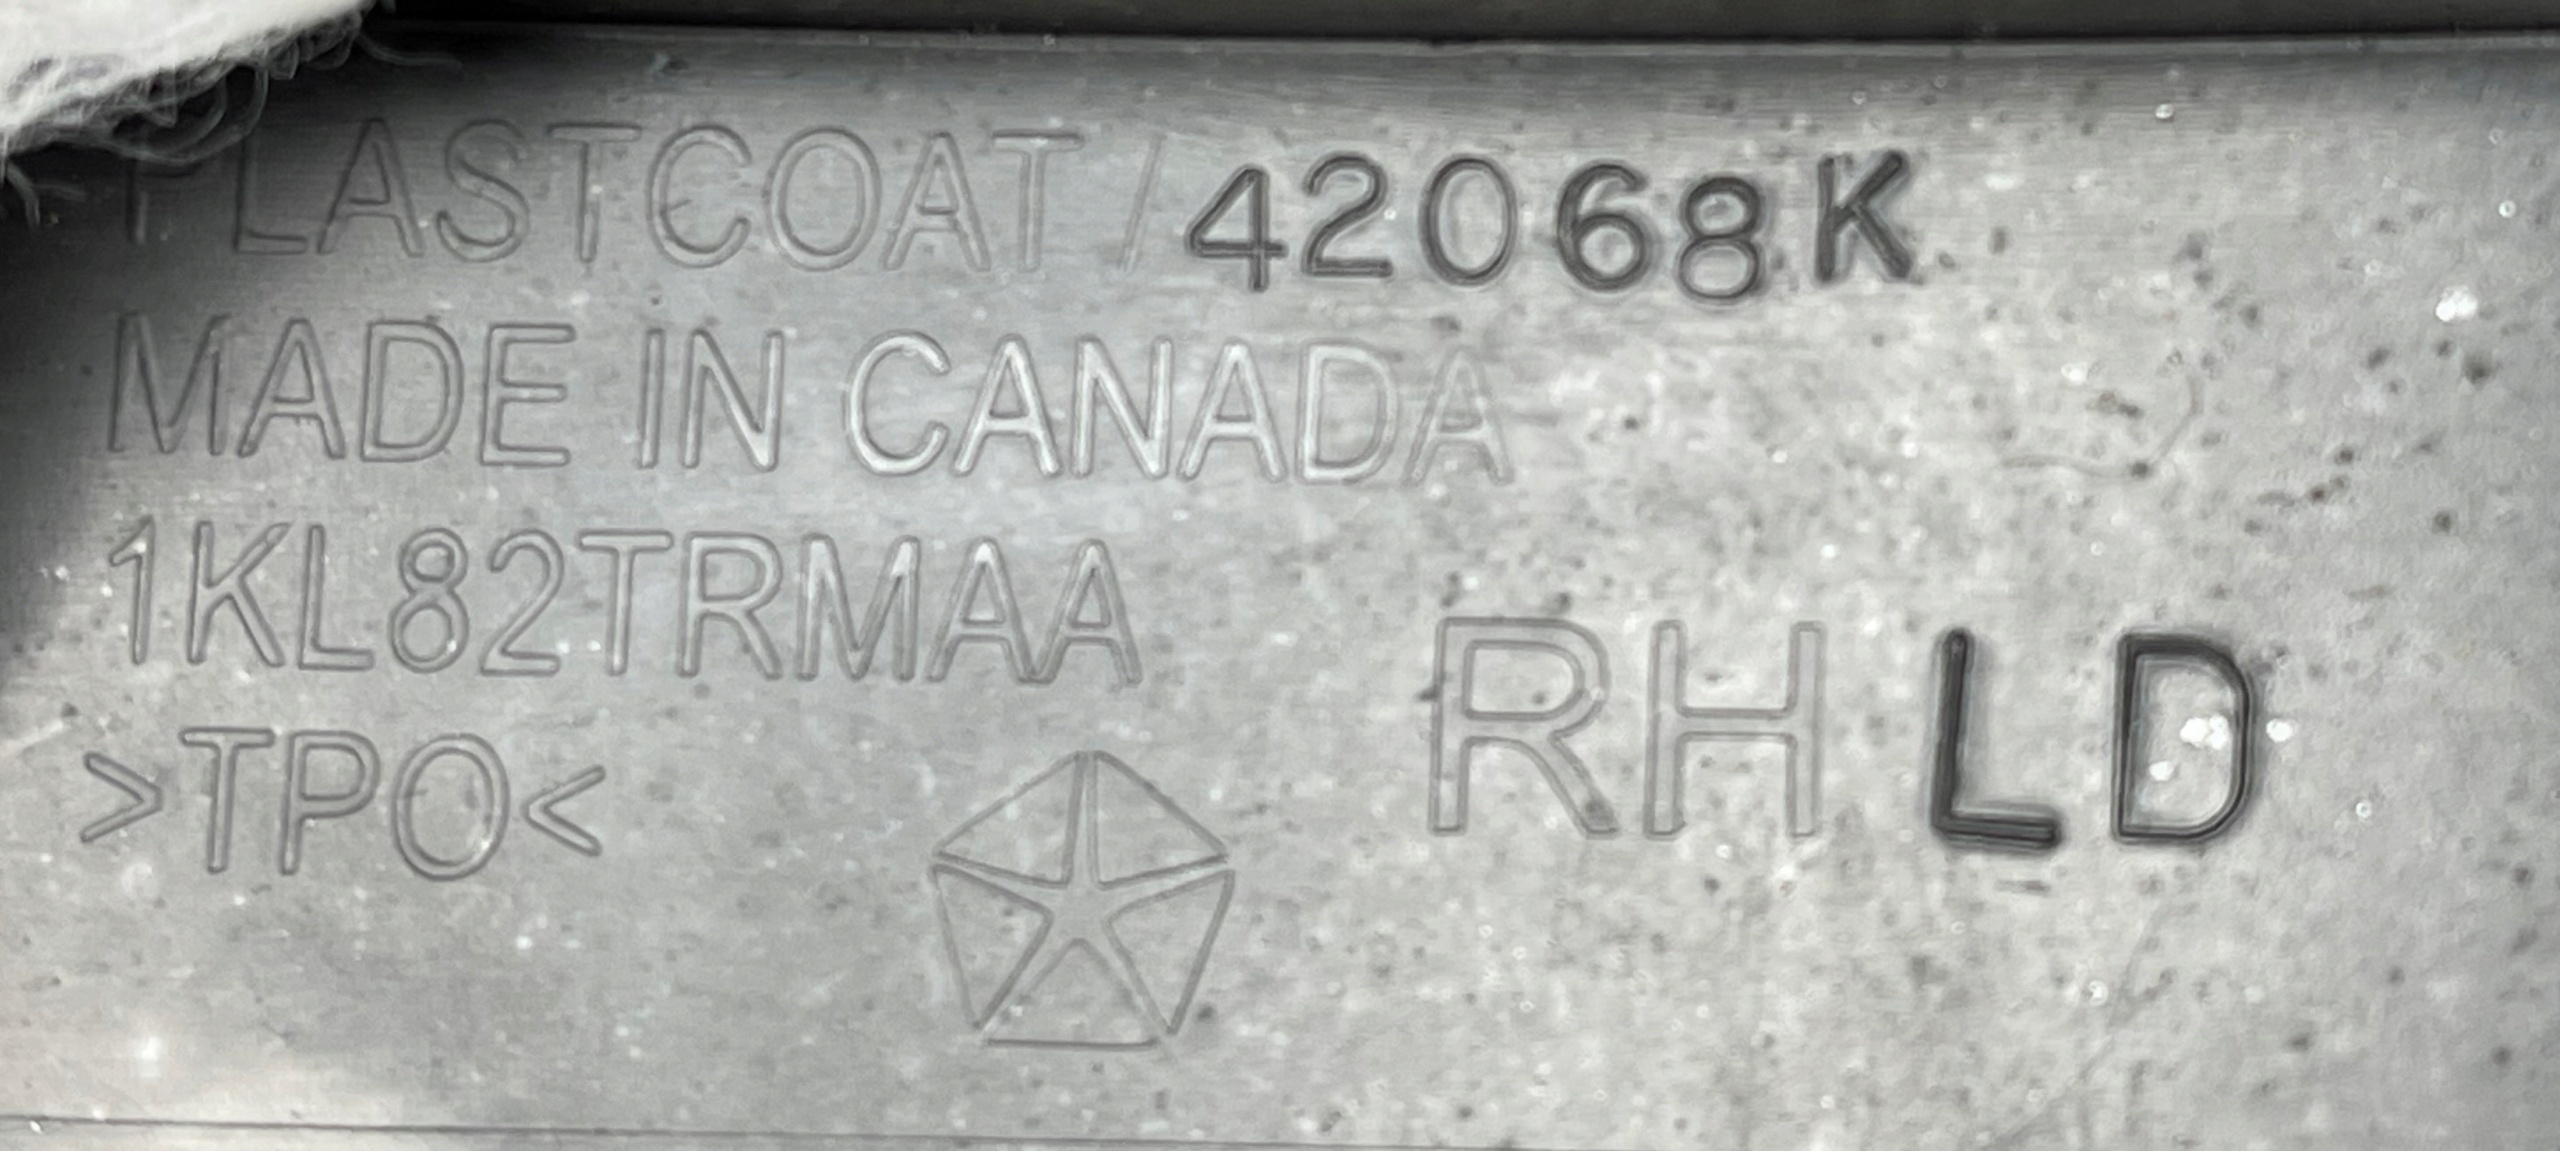 PLASTCOAT / 42068K
MADE IN CANADA
1KL82TRMAA
RH LD
>TPO<